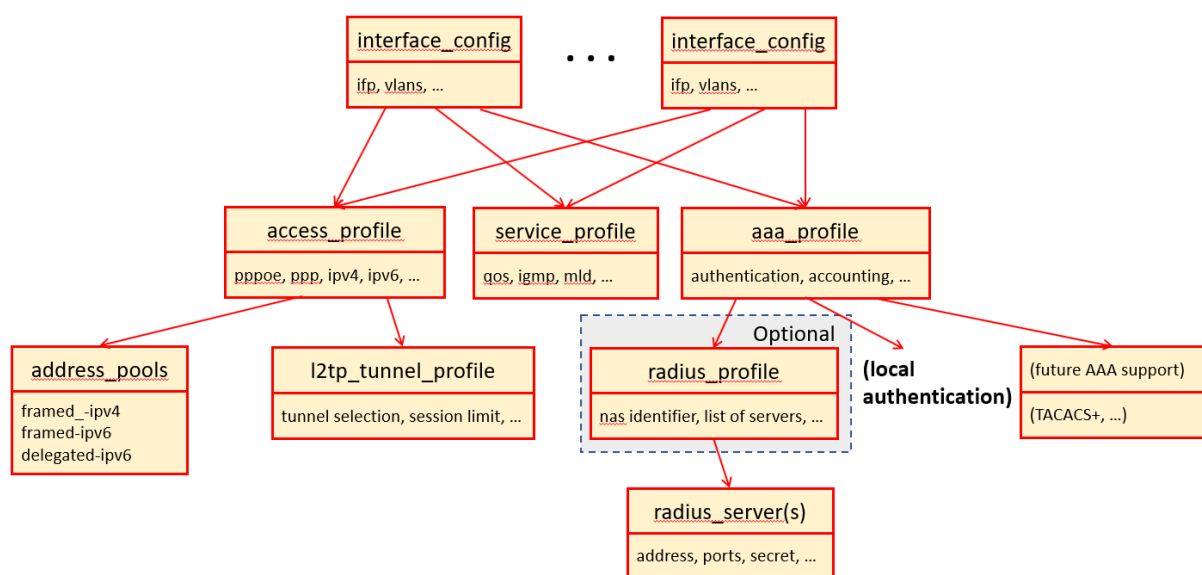 interface_config
ifp, vlans, ...
. . .
interface_config
ifp, vlans, ...
access_profile
pppoe, ppp, ipv4, ipv6, ...
service_profile
qos, igmp, mld, ...
aaa_profile
authentication, accounting, ...
address_pools
framed_-ipv4
framed-ipv6
delegated-ipv6
l2tp_tunnel_profile
tunnel selection, session limit, ...
Optional
radius_profile
nas identifier, list of servers, ...
(local
authentication)
(future AAA support)
(TACACS+, ...)
radius_server(s)
address, ports, secret, ...